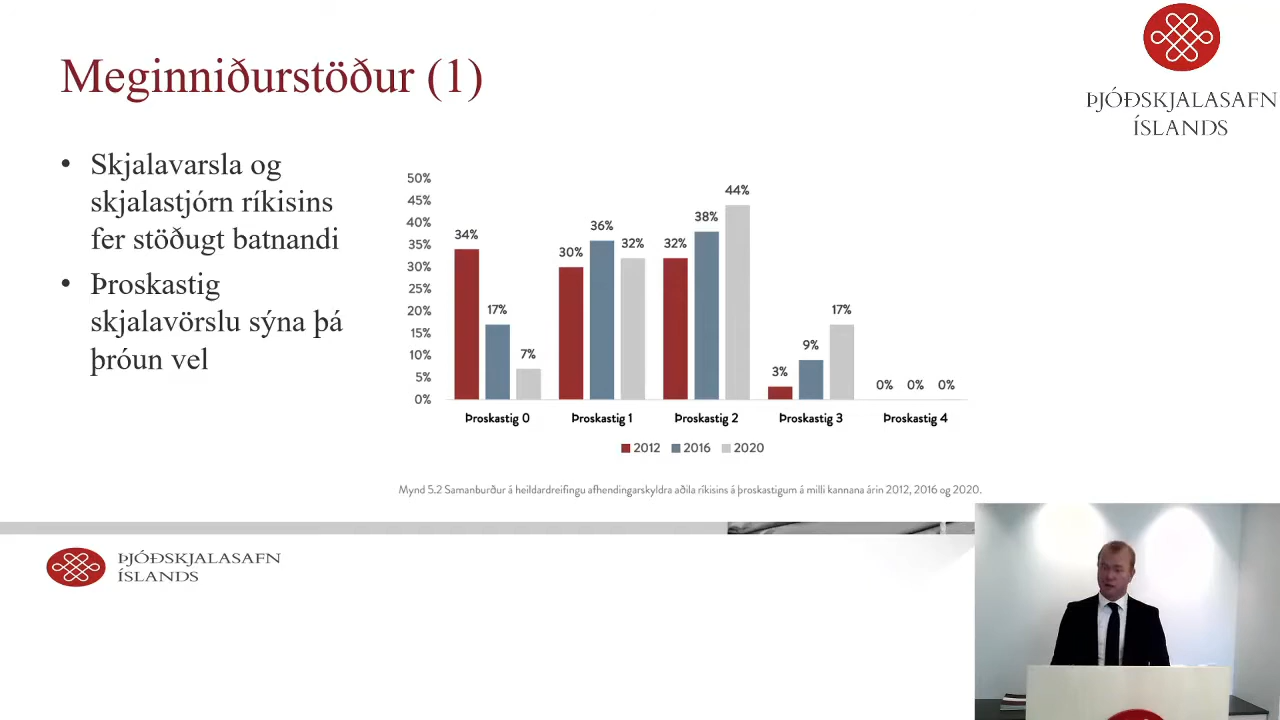 Meginniðurstöður (1)
ÞJÓÐSKJALASAFN
ÍSLANDS
• Skjalavarsla og
skjalastjórn ríkisins
fer stöðugt batnandi
• Þroskastig
skjalavörslu sýna þá
þróun vel
50%
45%
40%
35%
30%
25%
20%
15%
10%
5%
0%
34%
17%
7%
30%
36%
32%
32%
38%
44%
3%
9%
17%
0% 0% 0%
Þroskastig 0 Þroskastig 1 Þroskastig 2 Þroskastig 3 Þroskastig 4
2012 2016 2020
Mynd 5.2 Samanburður á heildardreifingu afhendingarskyldra aðila ríkisins á þroskastigum á milli kannana árin 2012, 2016 og 2020.
ÞJÓÐSKJALASAFN
ÍSLANDS